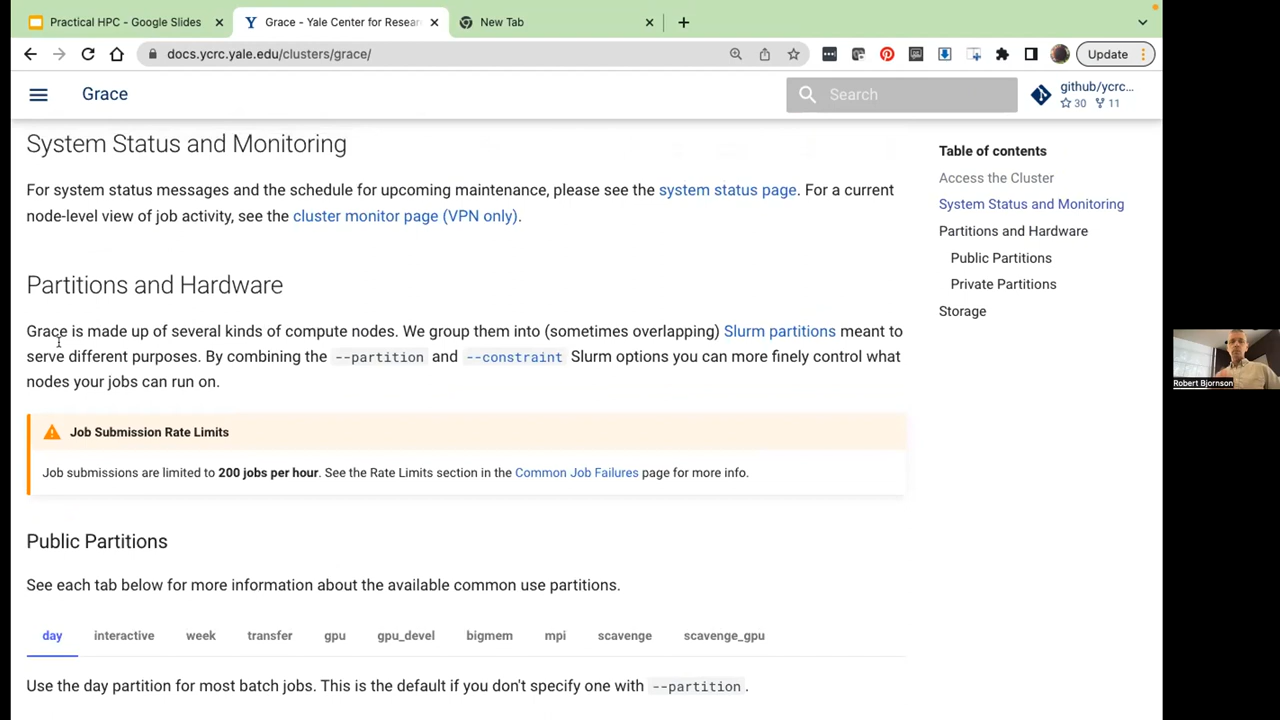 Practical HPC - Google Slides
Grace - Yale Center for Resear
New Tab
docs.ycrc.yale.edu/clusters/grace/
Update
Grace
Search
github/ycrc...
30 11
System Status and Monitoring
For system status messages and the schedule for upcoming maintenance, please see the system status page. For a current
node-level view of job activity, see the cluster monitor page (VPN only).
Partitions and Hardware
Grace is made up of several kinds of compute nodes. We group them into (sometimes overlapping) Slurm partitions meant to
serve different purposes. By combining the --partition and --constraint Slurm options you can more finely control what
nodes your jobs can run on.
Job Submission Rate Limits
Job submissions are limited to 200 jobs per hour. See the Rate Limits section in the Common Job Failures page for more info.
Public Partitions
See each tab below for more information about the available common use partitions.
day interactive week transfer gpu gpu_devel bigmem mpi scavenge scavenge_gpu
Use the day partition for most batch jobs. This is the default if you don't specify one with --partition.
Table of contents
Access the Cluster
System Status and Monitoring
Partitions and Hardware
Public Partitions
Private Partitions
Storage
Robert Bjornson